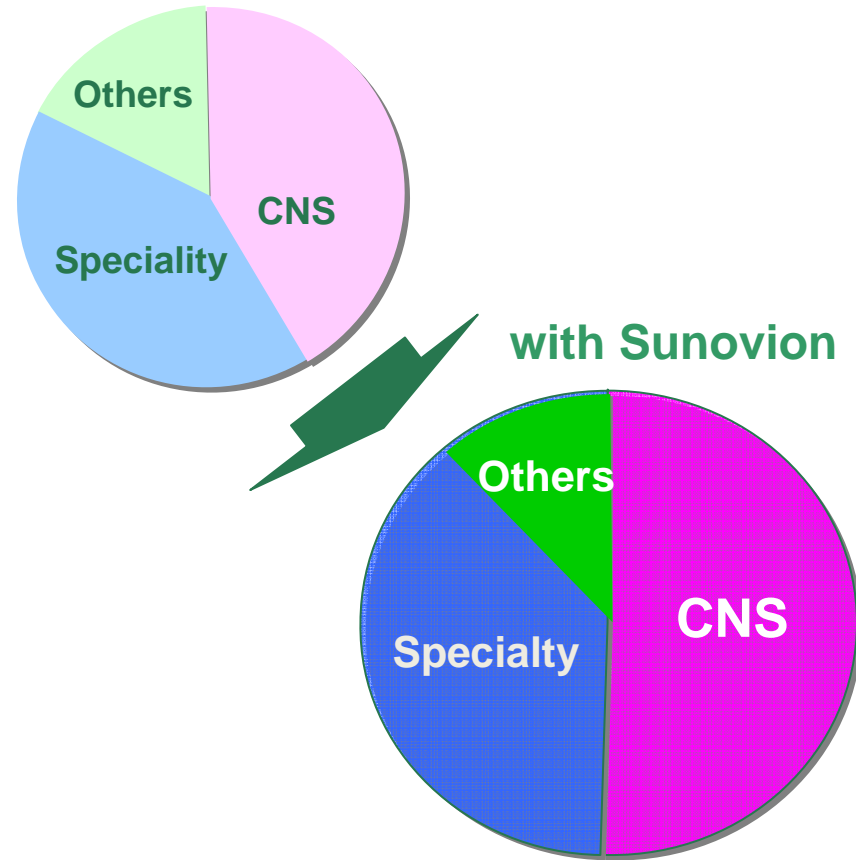 Others
CNS
Speciality
with Sunovion
Others
CNS
Specialty